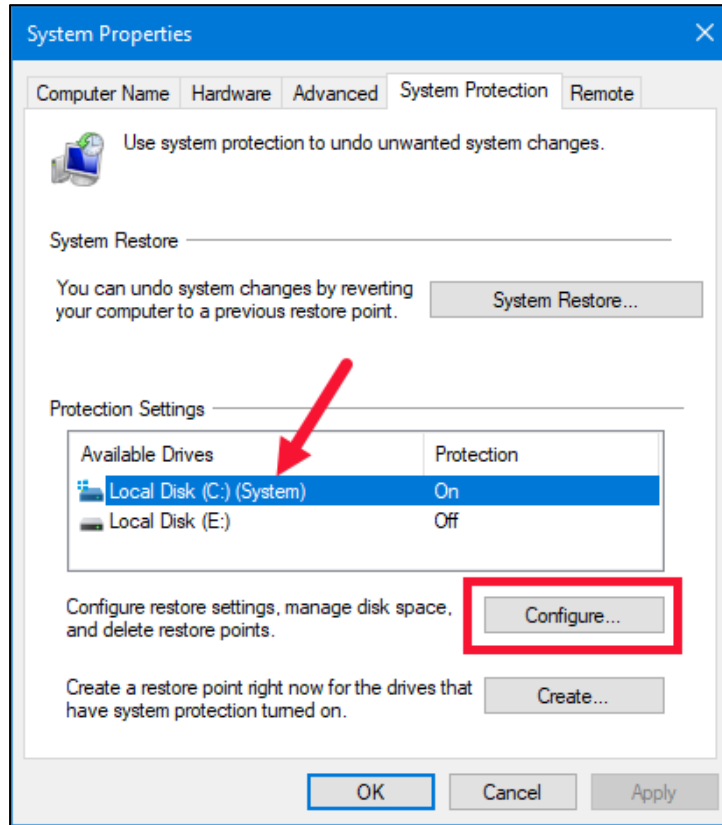 System Properties
Computer Name Hardware Advanced System Protection Remote
Use system protection to undo unwanted system changes.
System Restore
You can undo system changes by reverting
your computer to a previous restore point.
System Restore...
Protection Settings
Available Drives Protection
Local Disk (C:) (System) On
Local Disk (E:) Off
Configure restore settings, manage disk space,
and delete restore points.
Configure...
Create a restore point right now for the drives that
have system protection turned on.
Create...
OK Cancel Apply